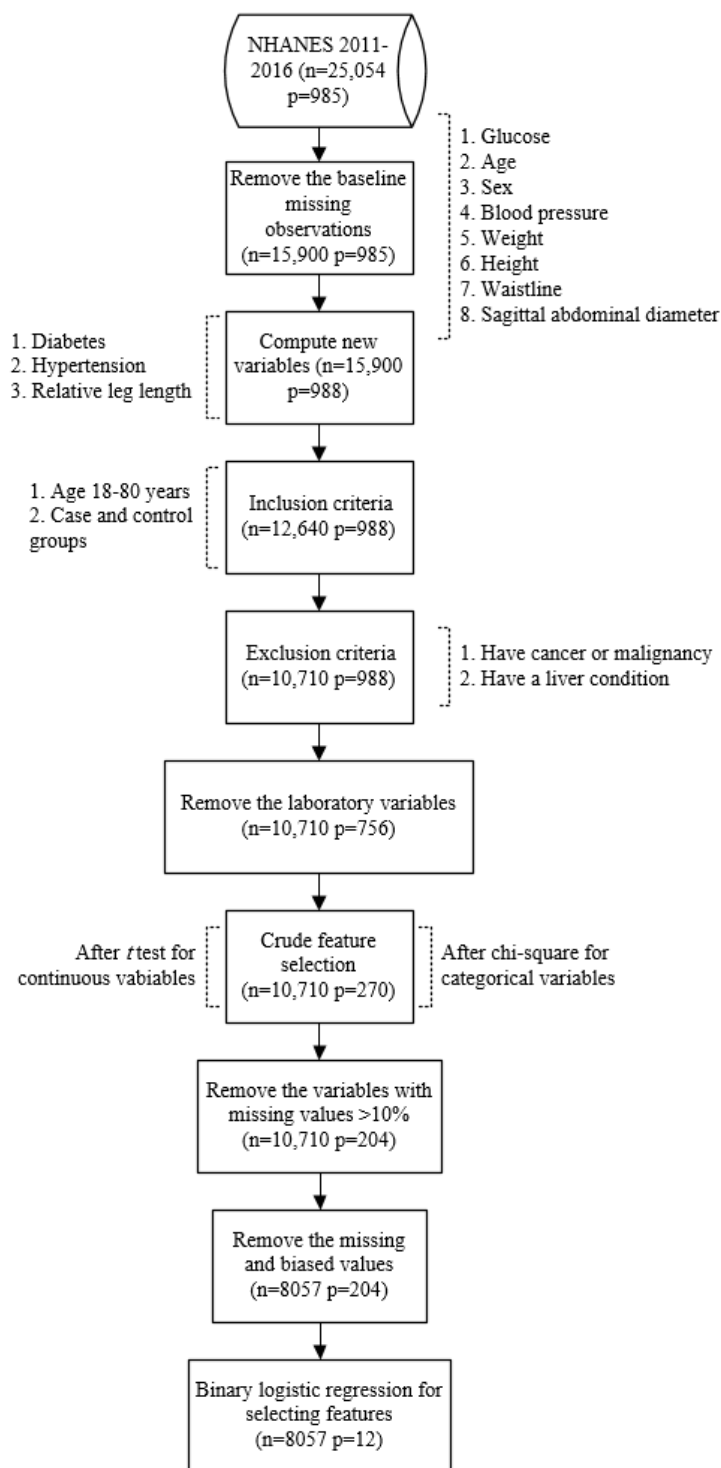 NHANES 2011-
2016 (n=25,054
p=985)
Remove the baseline
missing
observations
(n=15,900 p=985)
1. Glucose
2. Age
3. Sex
4. Blood pressure
5. Weight
6. Height
7. Waistline
8. Sagittal abdominal diameter
1. Diabetes
2. Hypertension
3. Relative leg length
Compute new
variables (n=15,900
p=988)
1. Age 18-80 years
2. Case and control
groups
Inclusion criteria
(n=12,640 p=988)
Exclusion criteria
(n=10,710 p=988)
1. Have cancer or malignancy
2. Have a liver condition
Remove the laboratory variables
(n=10,710 p=756)
After t test for
continuous vabiables
Crude feature
selection
(n=10,710 p=270)
After chi-square for
categorical variables
Remove the variables with
missing values >10%
(n=10,710 p=204)
Remove the missing
and biased values
(n=8057 p=204)
Binary logistic regression for
selecting features
(n=8057 p=12)